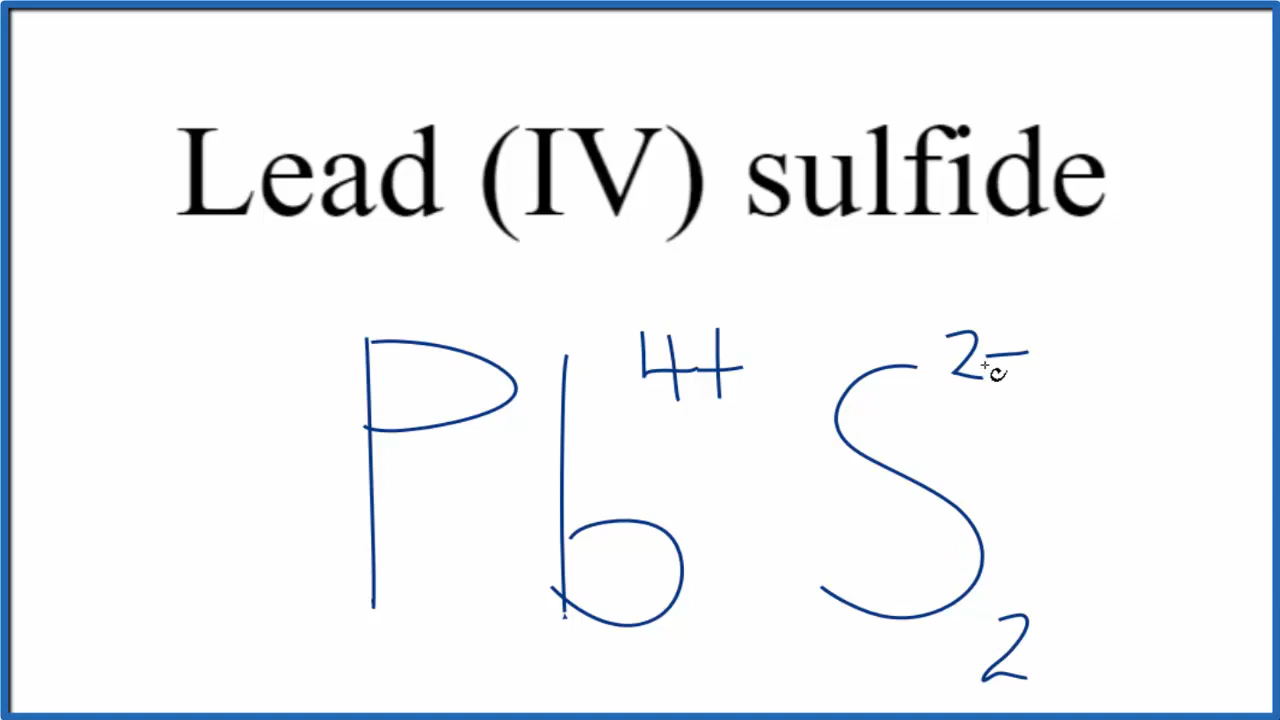 Lead (IV) sulfide
Pb⁴⁺ S²⁻₂